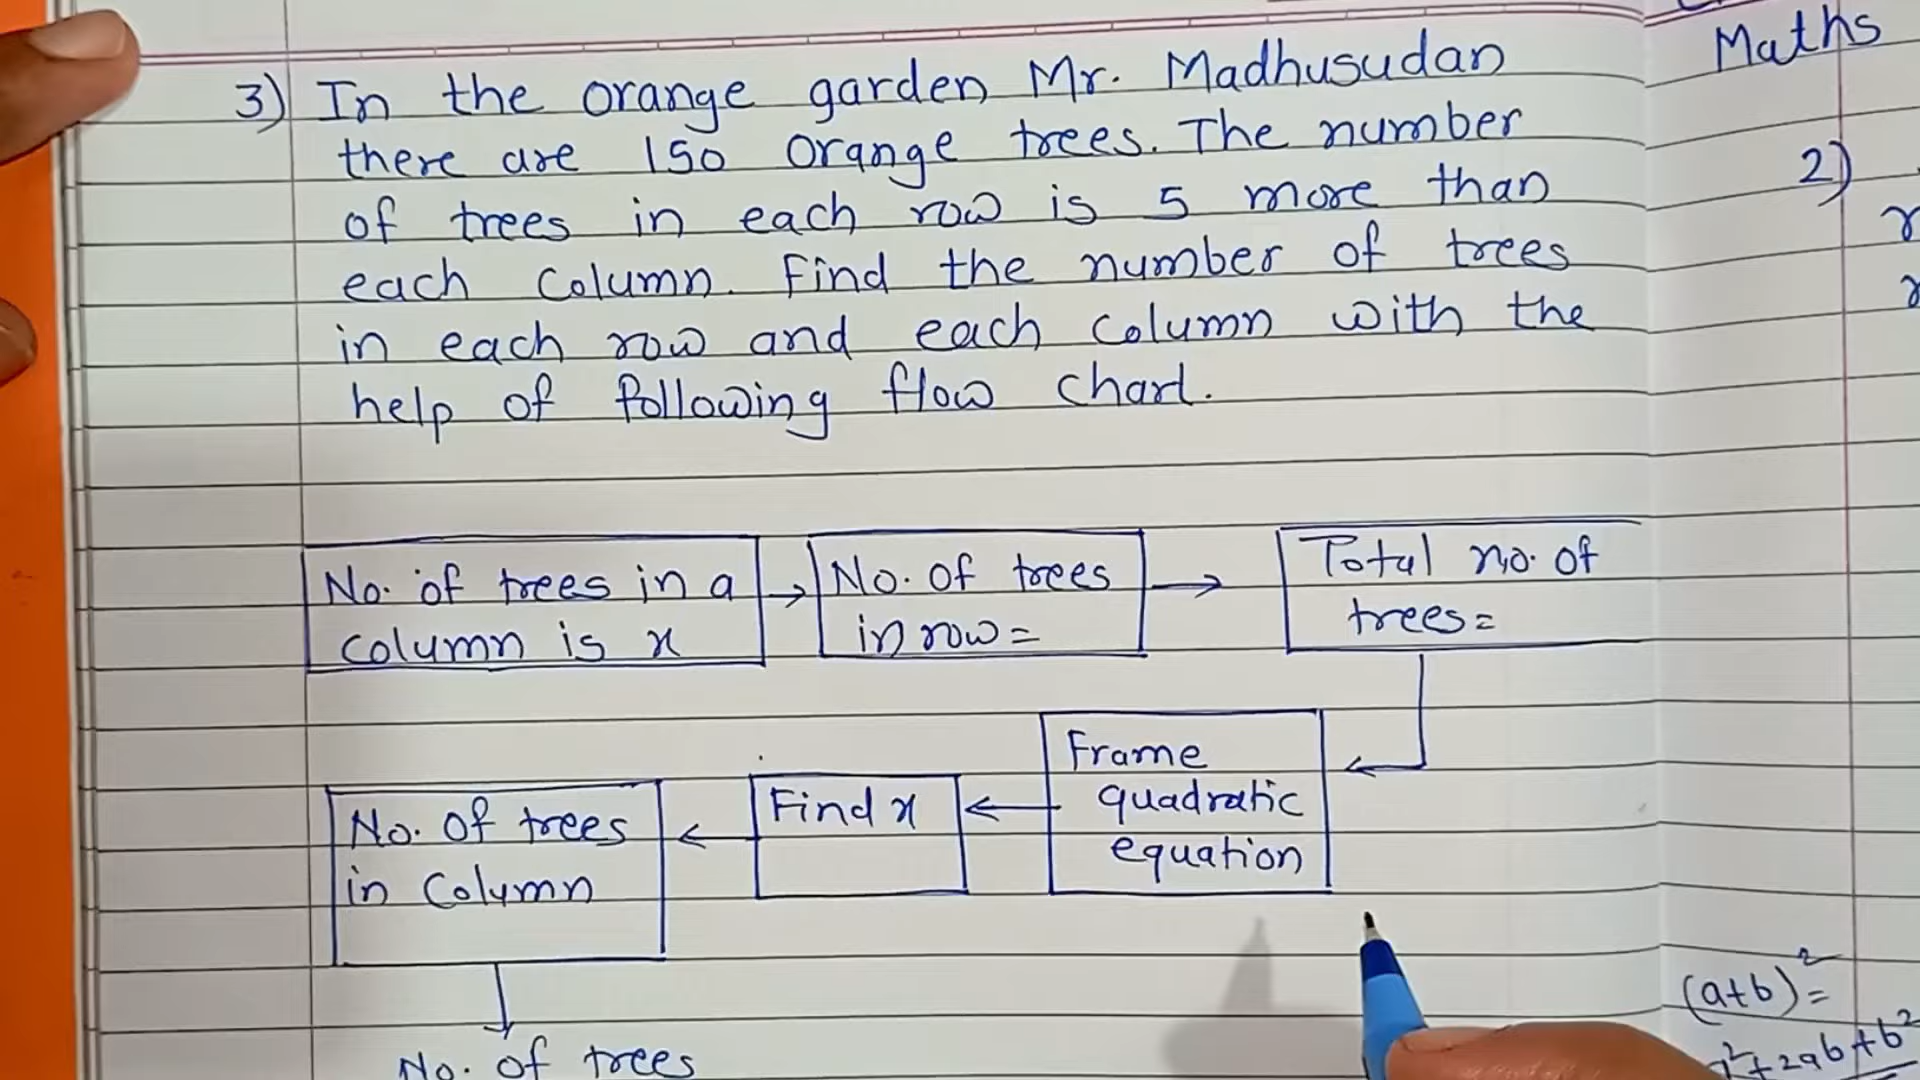 Maths
3) In the orange garden Mr. Madhusudan
there are 150 orange trees. The number
of trees in each row is 5 more than
each column. Find the number of trees
in each row and each column with the
help of following flow chart.
No. of trees in a
column is x
No. of trees
in row =
Total no. of
trees =
Frame
quadratic
equation
Find x
No. of trees
in Column
No. of trees
2)
(a+b)²=
²+2ab+b²